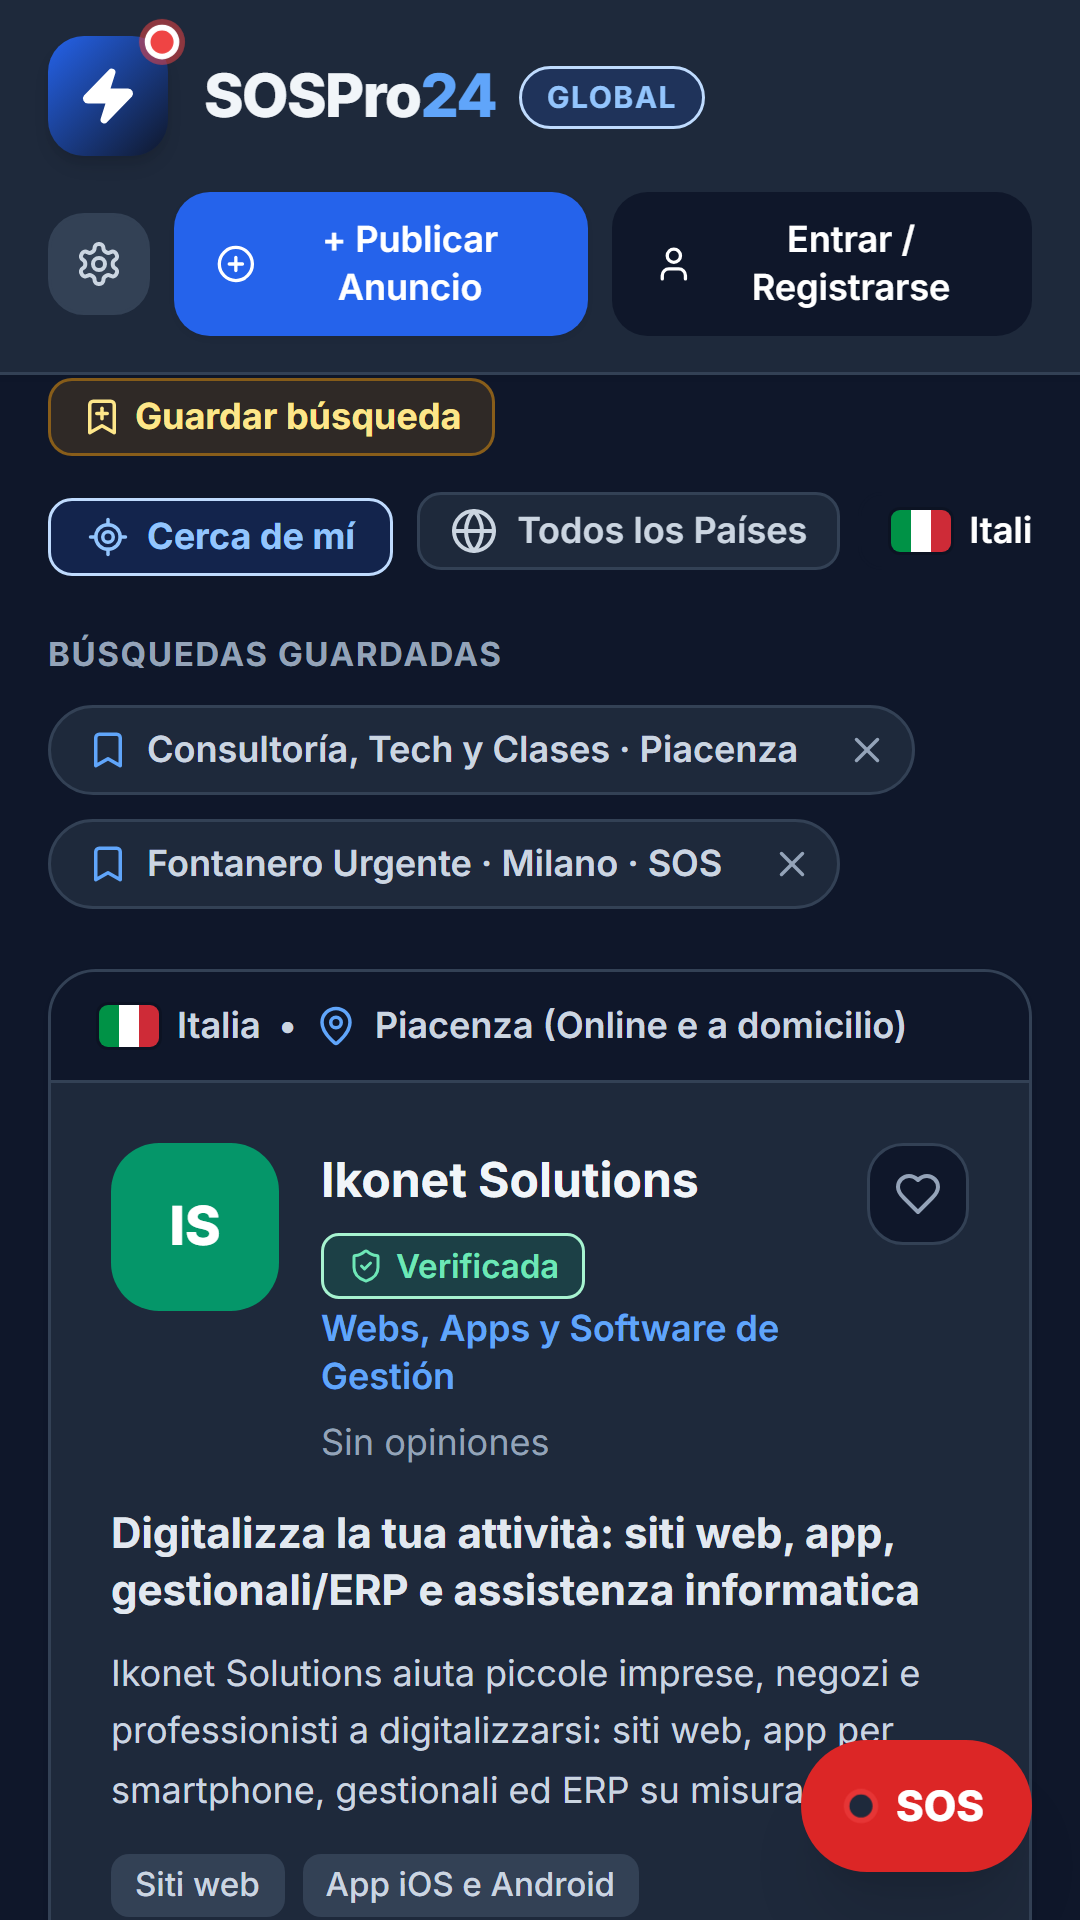 SOSPro24 GLOBAL
+ Publicar
Anuncio
Entrar /
Registrarse
Guardar búsqueda
Cerca de mí
Todos los Países
Itali
BÚSQUEDAS GUARDADAS
Consultoría, Tech y Clases · Piacenza
Fontanero Urgente · Milano · SOS
Italia • Piacenza (Online e a domicilio)
IS
Ikonet Solutions
Verificada
Webs, Apps y Software de
Gestión
Sin opiniones
Digitalizza la tua attività: siti web, app,
gestionali/ERP e assistenza informatica
Ikonet Solutions aiuta piccole imprese, negozi e
professionisti a digitalizzarsi: siti web, app per
smartphone, gestionali ed ERP su misura
SOS
Siti web
App iOS e Android